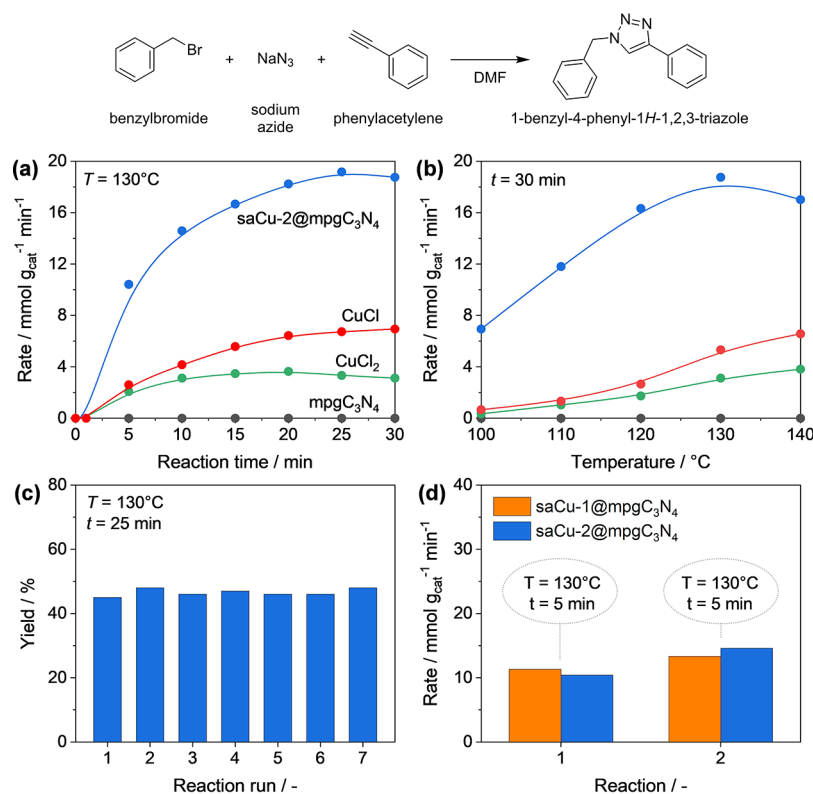 Br
+
NaN₃
+
DMF
N
N
N
benzylbromide
sodium
azide
phenylacetylene
1-benzyl-4-phenyl-1H-1,2,3-triazole
(a)
T = 130°C
saCu-2@mpgC₃N₄
CuCl
CuCl₂
mpgC₃N₄
20
16
12
8
4
0
0 5 10 15 20 25 30
Rate / mmol g_cat⁻¹ min⁻¹
Reaction time / min
(b)
t = 30 min
20
16
12
8
4
0
100 110 120 130 140
Rate / mmol g_cat⁻¹ min⁻¹
Temperature / °C
(c)
T = 130°C
t = 25 min
80
60
40
20
0
1 2 3 4 5 6 7
Yield / %
Reaction run / -
(d)
saCu-1@mpgC₃N₄
saCu-2@mpgC₃N₄
T = 130°C
t = 5 min
T = 130°C
t = 5 min
40
30
20
10
0
1 2
Rate / mmol g_cat⁻¹ min⁻¹
Reaction / -